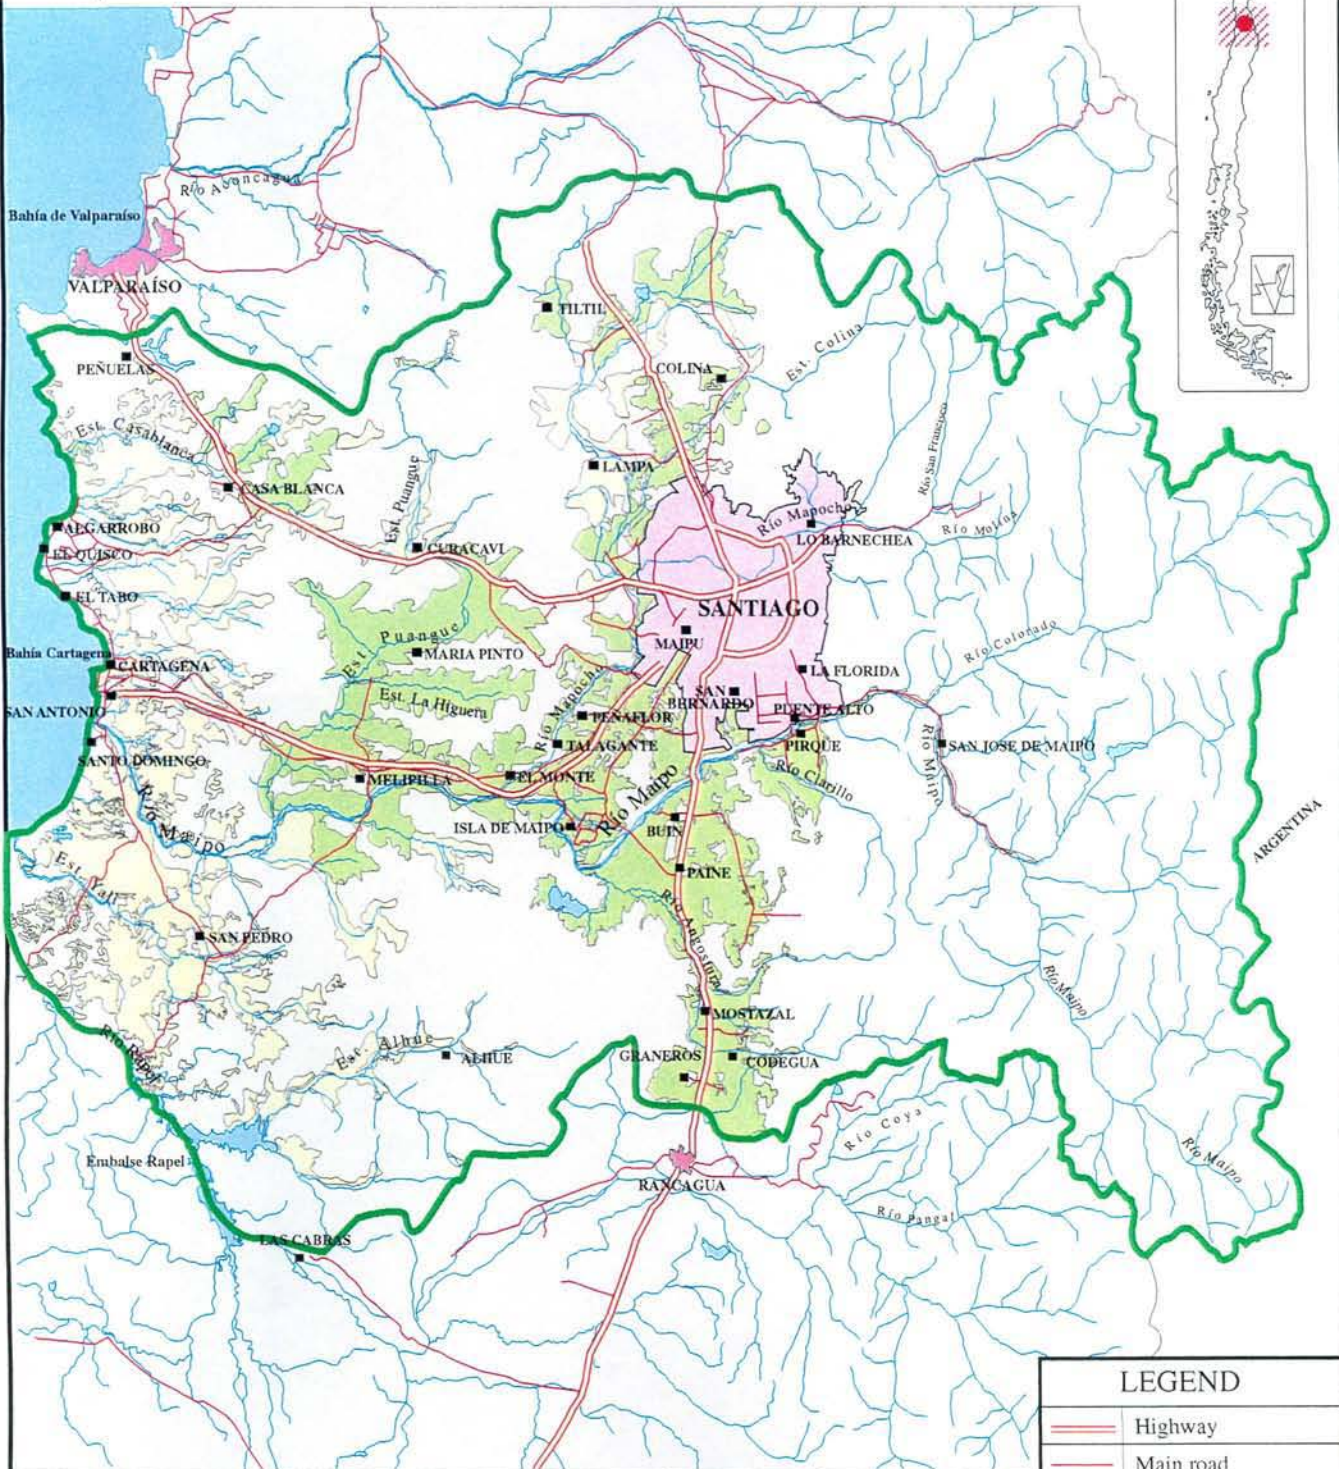 Río Aconcagua
Bahía de Valparaíso
VALPARAÍSO
TILTIL
PEÑUELAS
COLINA
Est. Colina
Est. Casablanca
Río San Francisco
LAMPA
CASA BLANCA
Est. Puangue
ALGARROBO
Río Mapocho
Río Molina
EL QUISCO
CURACAVI
LO BARNECHEA
EL TABO
SANTIAGO
Est. Puangue
MAIPU
Río Colorado
Bahía Cartagena
CARTAGENA
MARIA PINTO
LA FLORIDA
Est. La Higuera
Río Mapocho
SAN
BERNARDO
SAN ANTONIO
PEÑAFLOR
PUENTE ALTO
TALAGANTE
PIRQUE
Río Maipo
SAN JOSE DE MAIPO
SANTO DOMINGO
MELIPILLA
EL MONTE
Río Clarillo
Río Maipo
Río Maipo
ISLA DE MAIPO
BUIN
ARGENTINA
Est. Yali
PAINE
Río Angostura
SAN PEDRO
Río Maipo
MOSTAZAL
Río Rapel
Est. Alhue
ALHUE
GRANEROS
CODEGUA
Río Coya
Río Maipo
Embalse Rapel
RANCAGUA
Río Pangal
LAS CABRAS
LEGEND
Highway
Main road